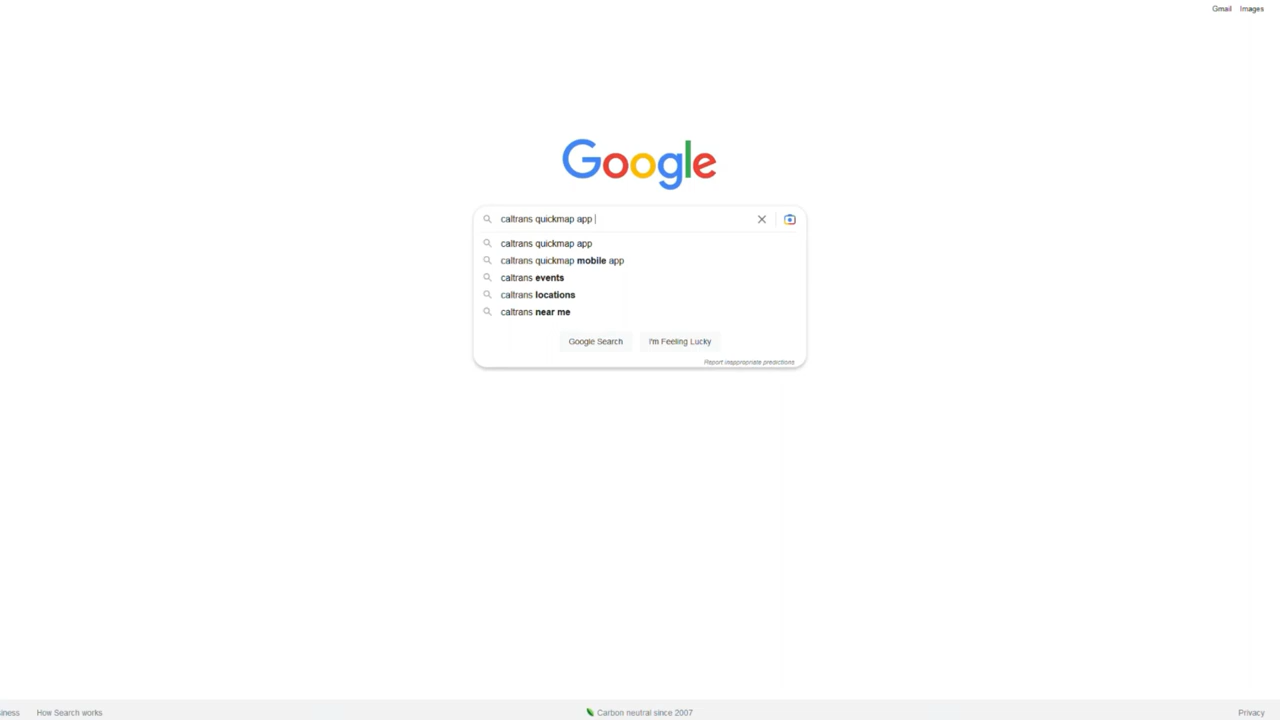 Gmail Images
Google
caltrans quickmap app
caltrans quickmap app
caltrans quickmap mobile app
caltrans events
caltrans locations
caltrans near me
Google Search I'm Feeling Lucky
Report inappropriate predictions
How Search works Carbon neutral since 2007 Privacy